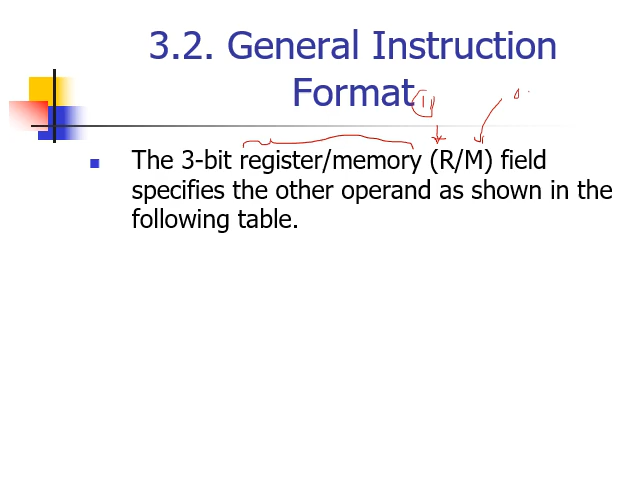 3.2. General Instruction
Format
The 3-bit register/memory (R/M) field
specifies the other operand as shown in the
following table.